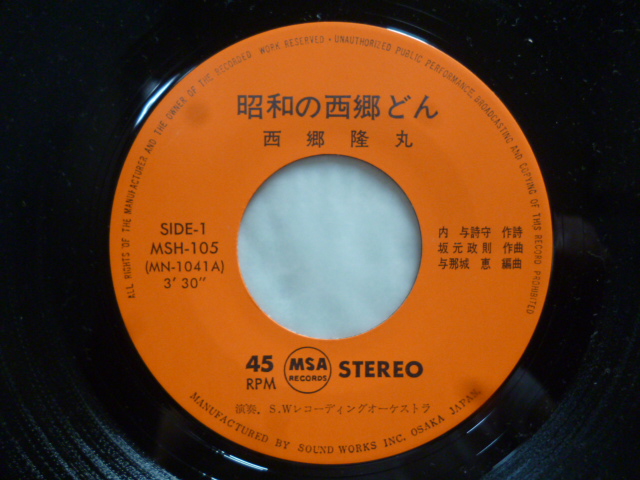 ALL RIGHTS OF THE MANUFACTURER AND THE OWNER OF THE RECORDED WORK RESERVED • UNAUTHORIZED PUBLIC PERFORMANCE, BROADCASTING AND COPYING OF THIS RECORD PROHIBITED
昭和の西郷どん
西郷隆丸
SIDE-1
MSH-105
(MN-1041A)
3′ 30″
内 与詩守 作詩
坂元政則 作曲
与那城 恵 編曲
45
RPM
MSA
RECORDS
STEREO
演奏. S.Wレコーディングオーケストラ
MANUFACTURED BY SOUND WORKS INC. OSAKA JAPAN.